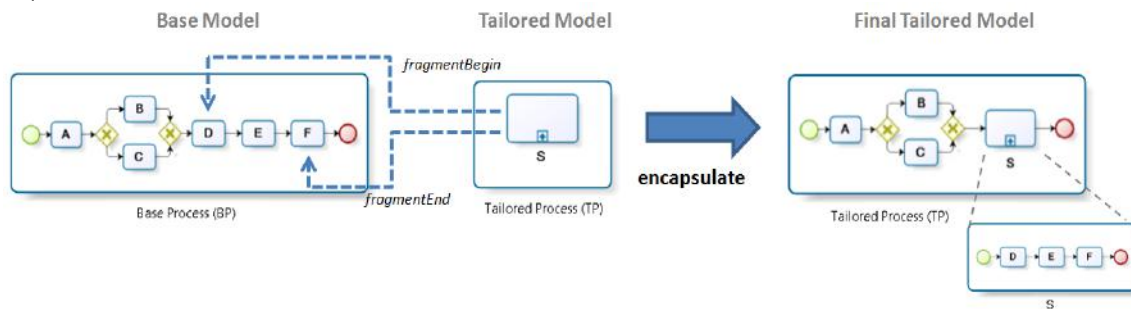 Base Model
Tailored Model
Final Tailored Model
fragmentBegin
A
B
C
D
E
F
S
fragmentEnd
Base Process (BP)
Tailored Process (TP)
encapsulate
A
B
C
S
Tailored Process (TP)
D
E
F
S